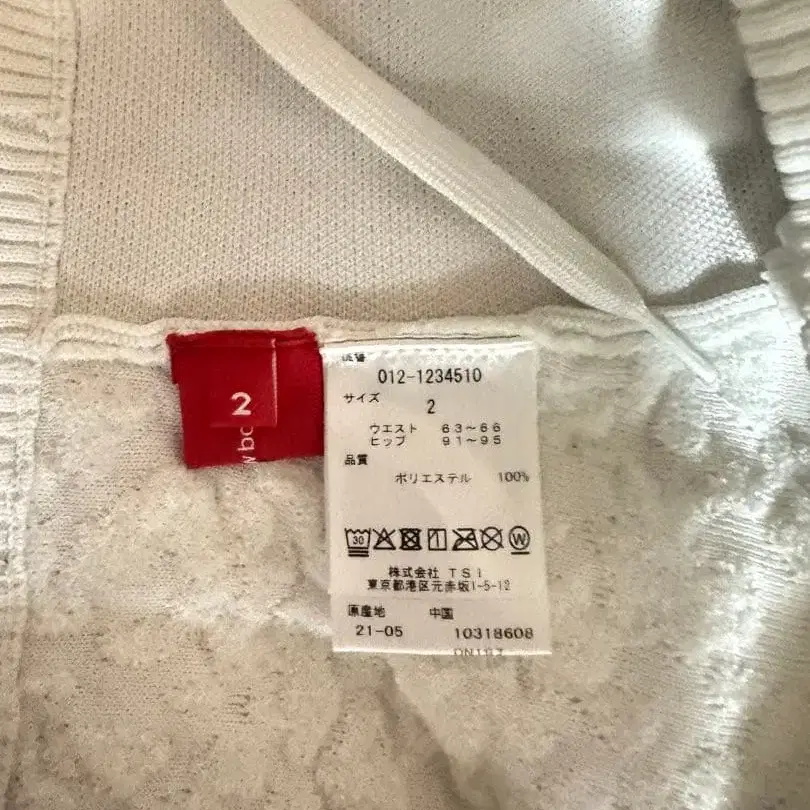 2
wbc
品番
012-1234510
サイズ
2
ウエスト 63~66
ヒップ 91~95
品質
ポリエステル 100%
30
W
株式会社 TSI
東京都港区元赤坂1-5-12
原産地 中国
21-05 10318608